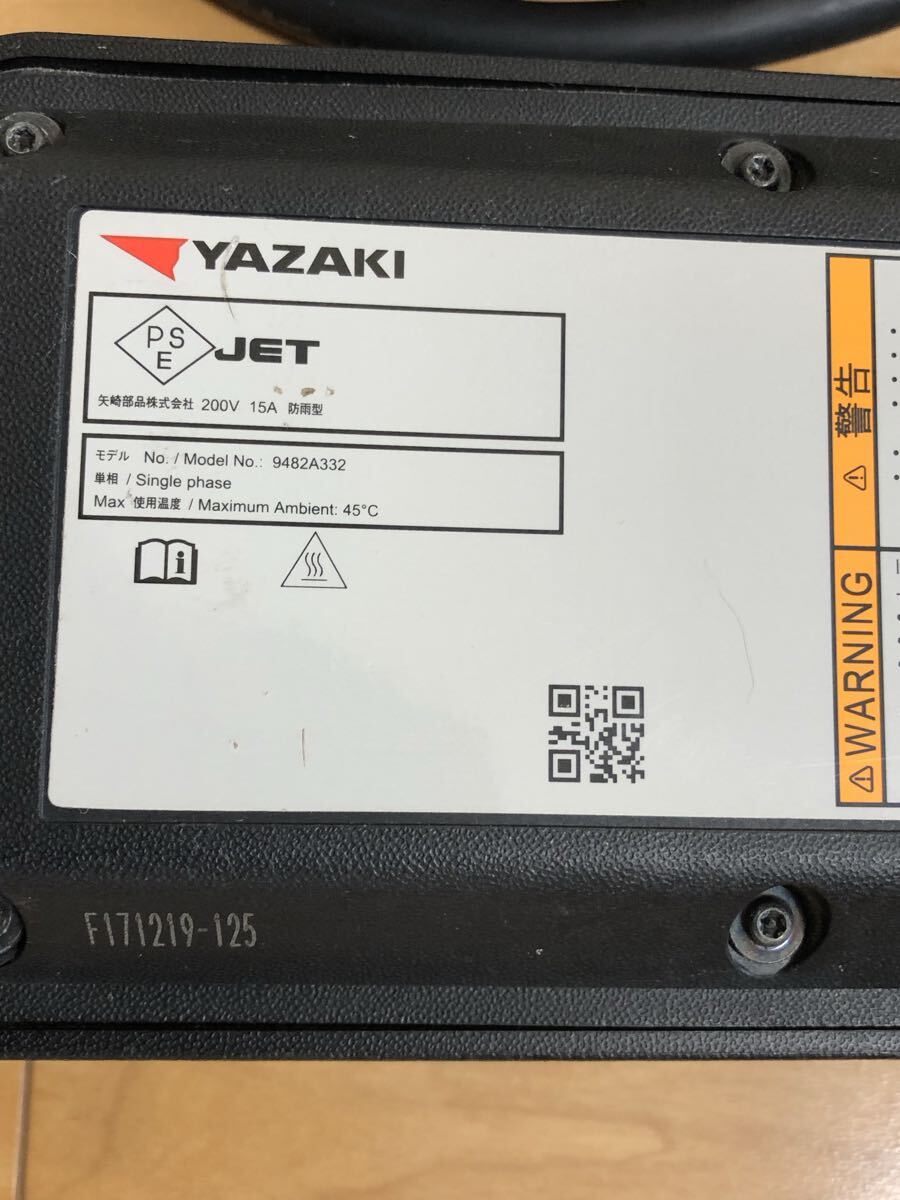 YAZAKI
PS
E
JET
矢崎部品株式会社 200V 15A 防雨型
モデル No. / Model No.: 9482A332
単相 / Single phase
Max 使用温度 / Maximum Ambient: 45°C
警告
WARNING
F171219-125